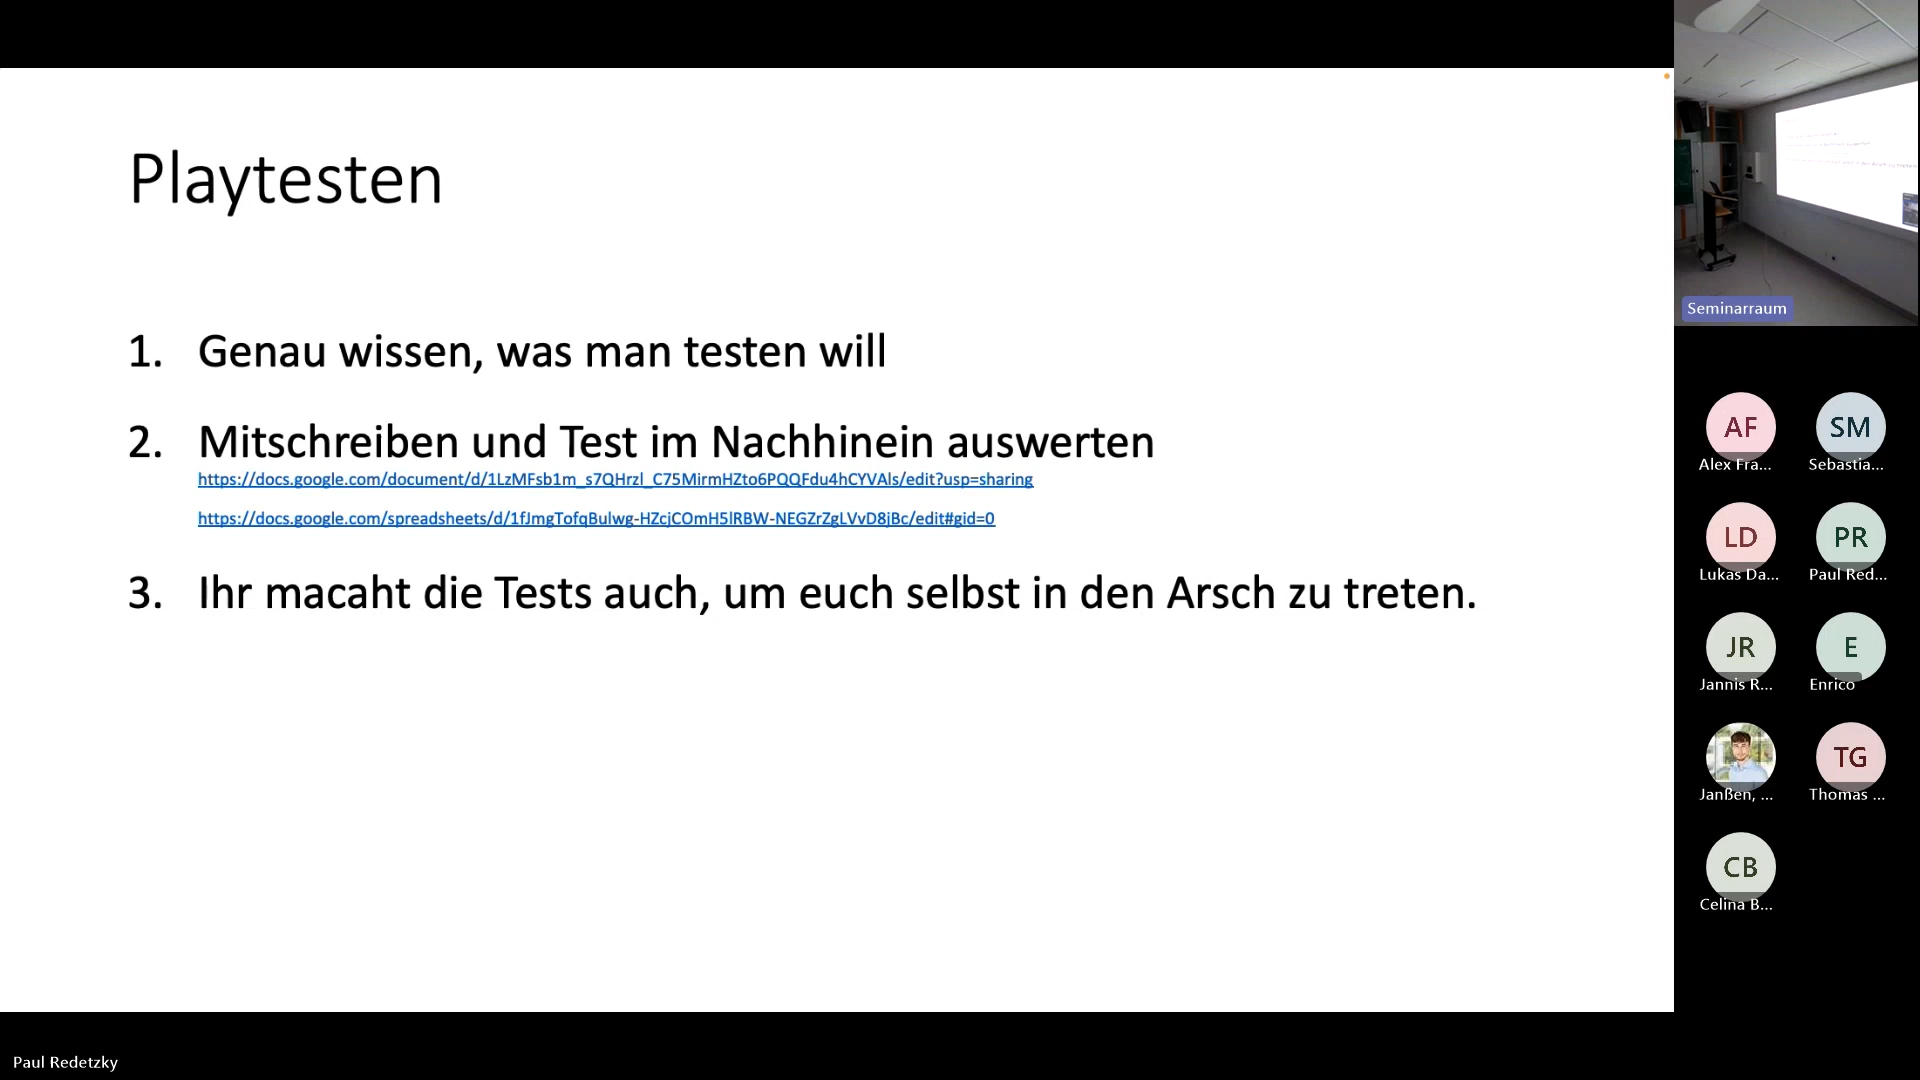 Playtesten
1. Genau wissen, was man testen will
2. Mitschreiben und Test im Nachhinein auswerten
https://docs.google.com/document/d/1LzMFsb1m_s7QHrzl_C75MirmHZto6PQQFdu4hCYVAls/edit?usp=sharing
https://docs.google.com/spreadsheets/d/1fJmgTofqBulwg-HZcjCOmH5lRBW-NEGZrZgLVvD8jBc/edit#gid=0
3. Ihr macaht die Tests auch, um euch selbst in den Arsch zu treten.
Seminarraum
AF SM
Alex Fra... Sebastia...
LD PR
Lukas Da... Paul Red...
JR E
Jannis R... Enrico
TG
Janßen, ... Thomas ...
CB
Celina B...
Paul Redetzky